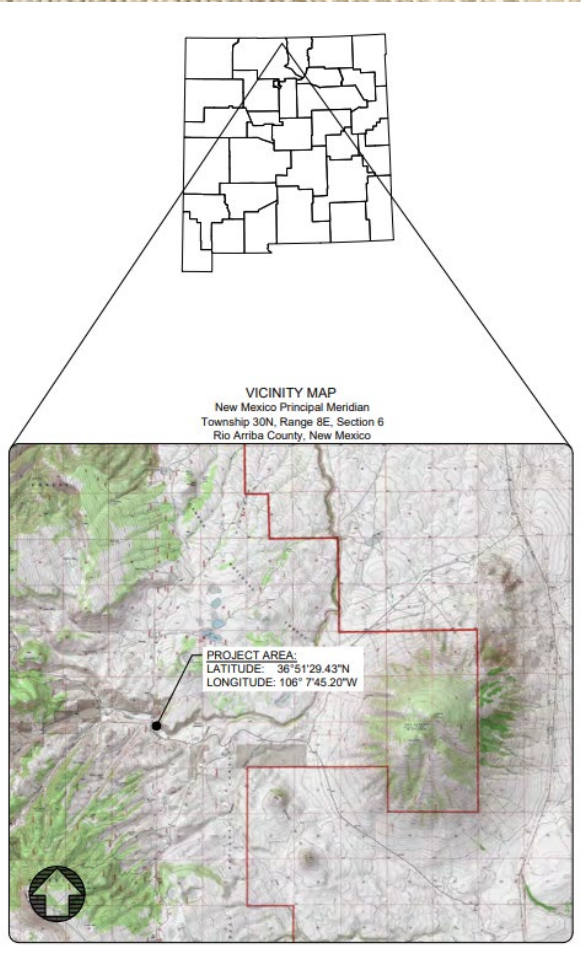 VICINITY MAP
New Mexico Principal Meridian
Township 30N, Range 8E, Section 6
Rio Arriba County, New Mexico
PROJECT AREA:
LATITUDE: 36°51'29.43"N
LONGITUDE: 106° 7'45.20"W